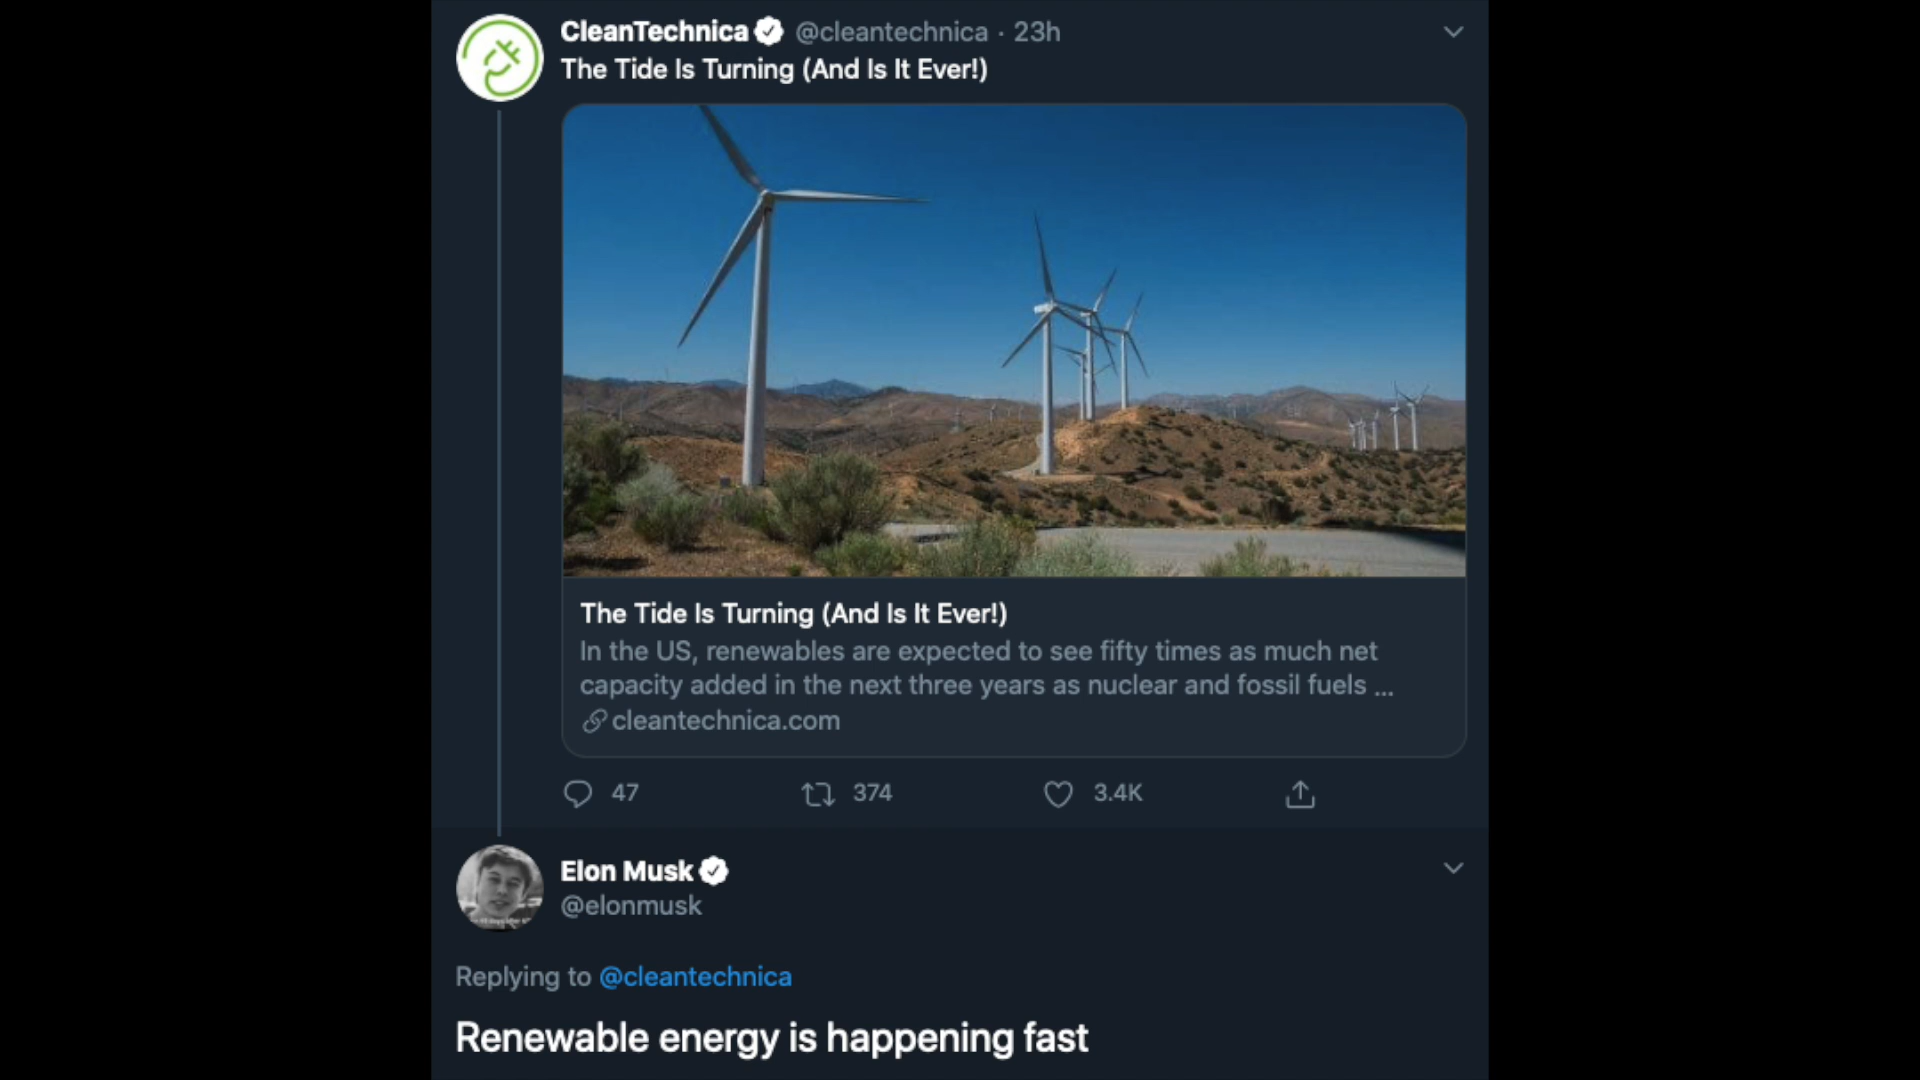 CleanTechnica @cleantechnica · 23h
The Tide Is Turning (And Is It Ever!)
The Tide Is Turning (And Is It Ever!)
In the US, renewables are expected to see fifty times as much net
capacity added in the next three years as nuclear and fossil fuels ...
cleantechnica.com
47 374 3.4K
Elon Musk
@elonmusk
Replying to @cleantechnica
Renewable energy is happening fast